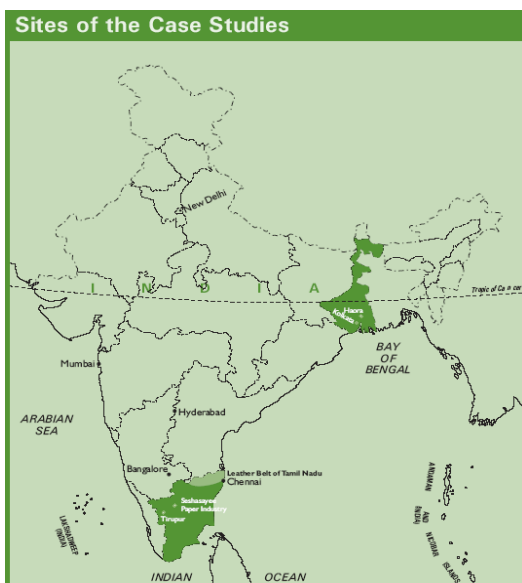 Sites of the Case Studies
New Delhi
I N D I A
Tropic of Cancer
Haora
Kolkata
BAY
OF
BENGAL
Mumbai
ARABIAN
SEA
Hyderabad
Bangalore
Leather Belt of Tamil Nadu
Chennai
Seshasayee
Paper Industry
Tirupur
LAKSHADWEEP
(INDIA)
ANDAMAN
AND
NICOBAR
ISLANDS
(INDIA)
INDIAN OCEAN